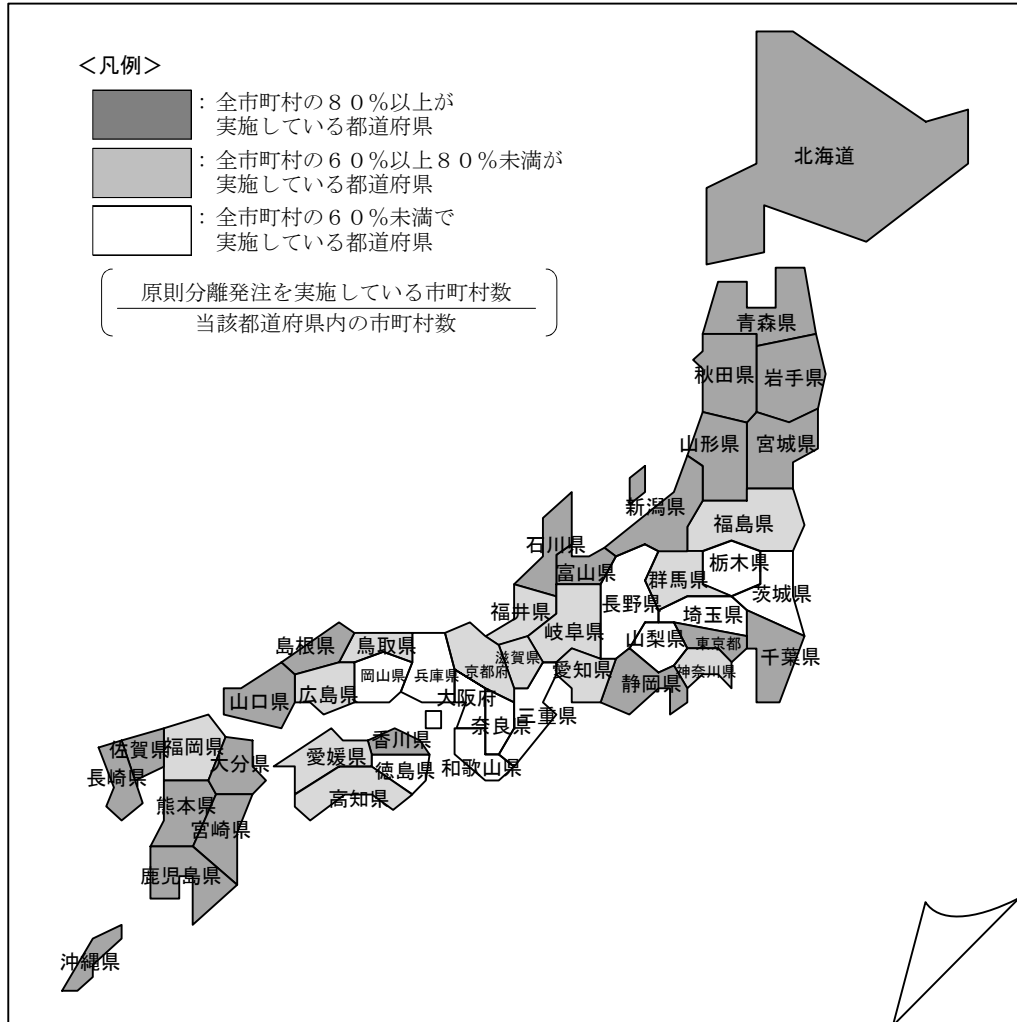 ＜凡例＞
：全市町村の８０％以上が
実施している都道府県
：全市町村の６０％以上８０％未満が
実施している都道府県
：全市町村の６０％未満で
実施している都道府県
原則分離発注を実施している市町村数
当該都道府県内の市町村数
北海道
青森県
秋田県
岩手県
山形県
宮城県
新潟県
福島県
石川県
富山県
栃木県
群馬県
茨城県
長野県
福井県
埼玉県
岐阜県
山梨県
東京都
千葉県
島根県
鳥取県
滋賀県
京都府
愛知県
神奈川県
静岡県
岡山県
兵庫県
広島県
山口県
大阪府
奈良県
三重県
和歌山県
香川県
愛媛県
徳島県
高知県
佐賀県
福岡県
大分県
長崎県
熊本県
宮崎県
鹿児島県
沖縄県